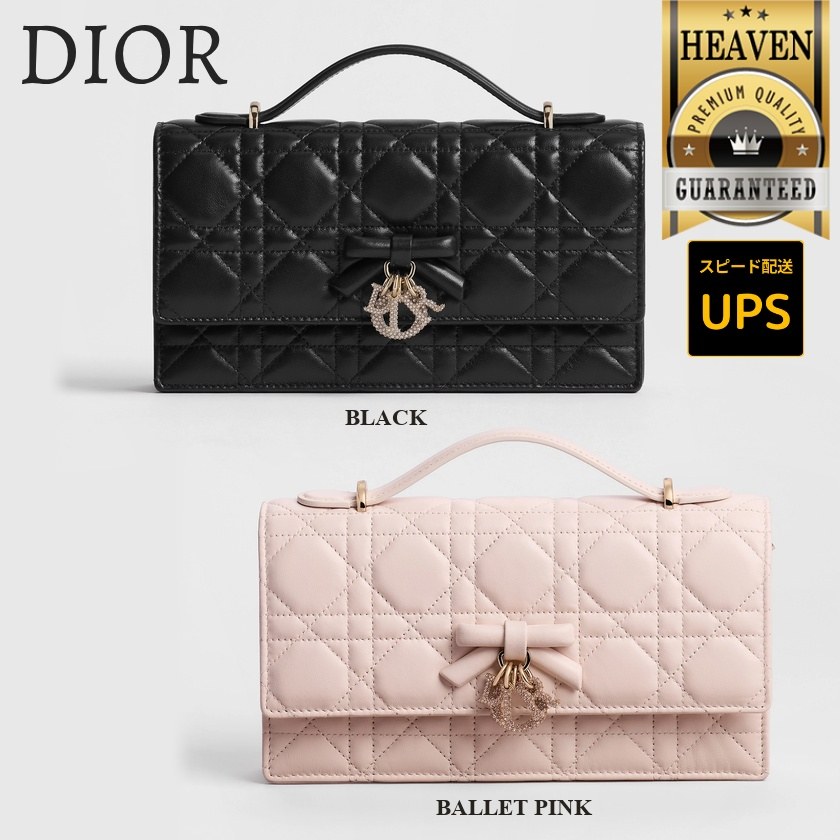 DIOR
HEAVEN
PREMIUM QUALITY
GUARANTEED
スピード配送
UPS
BLACK
BALLET PINK